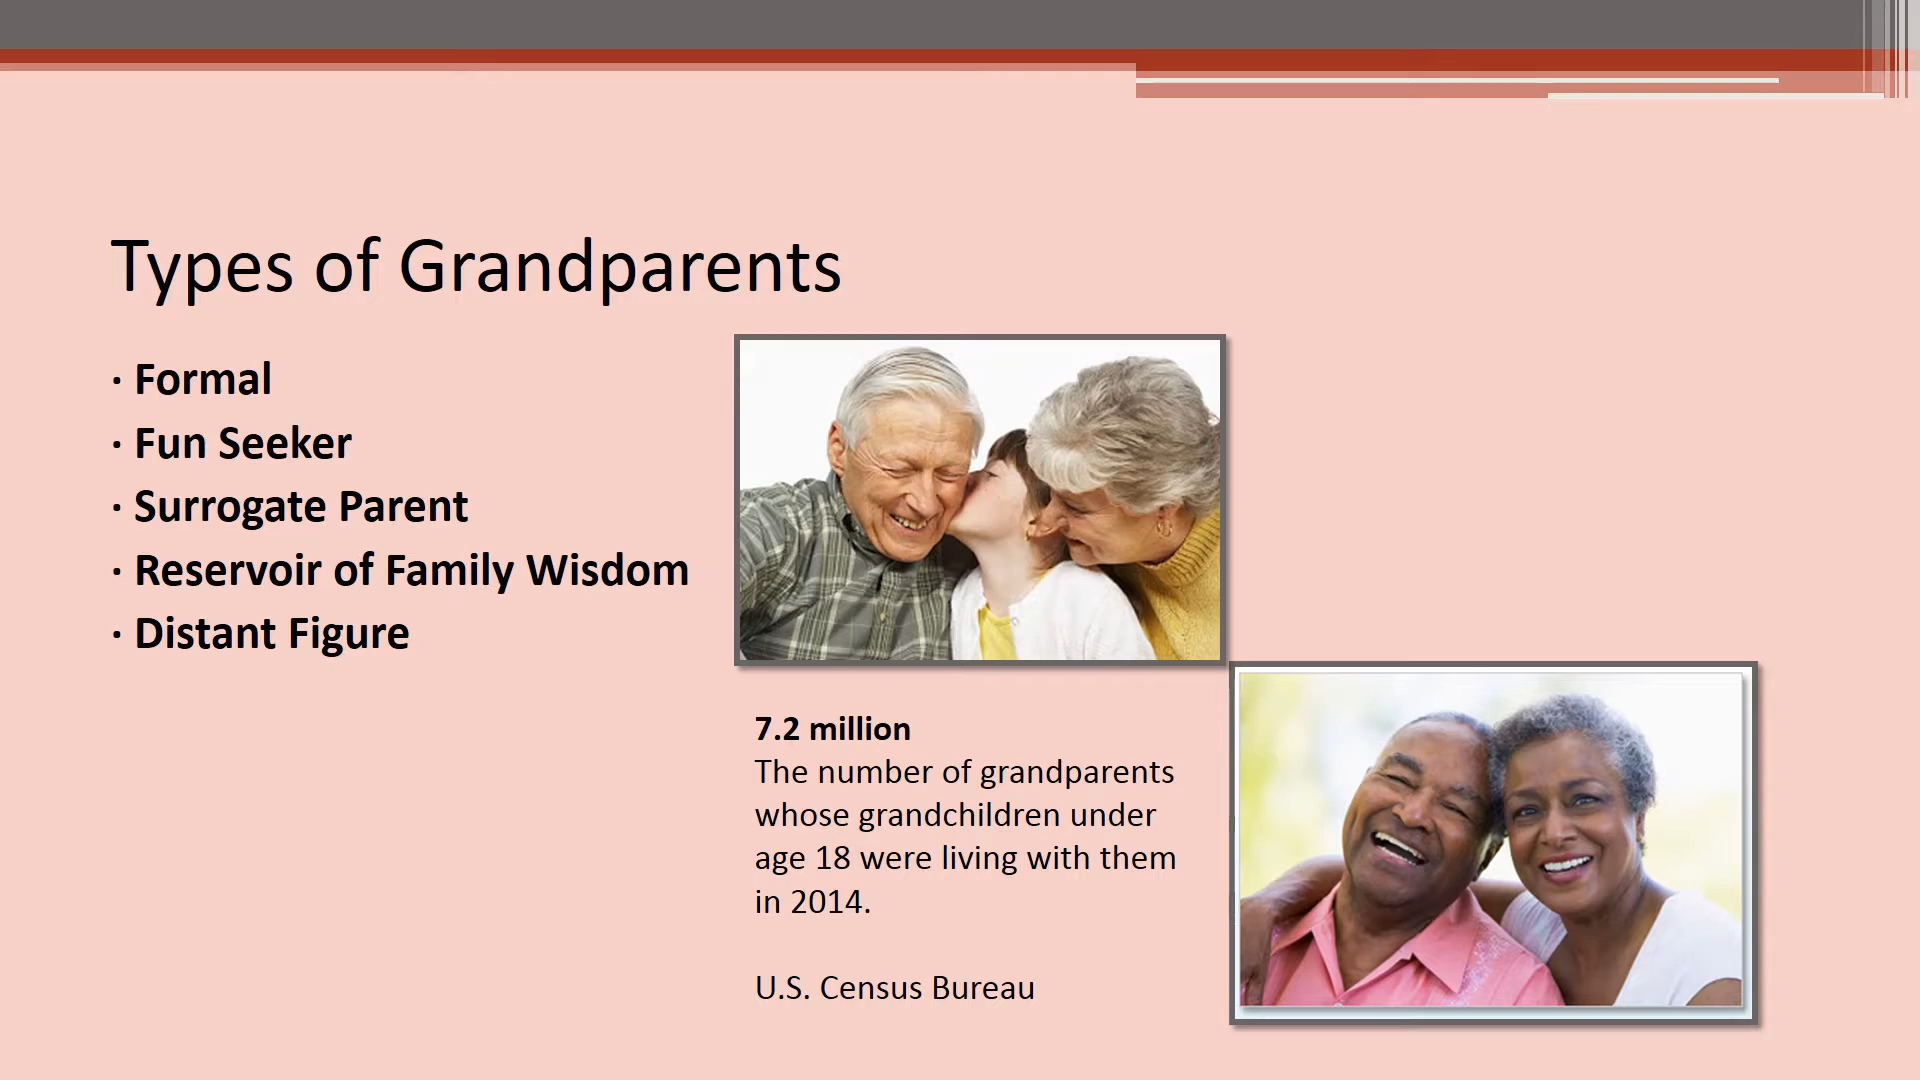 Types of Grandparents
· Formal
· Fun Seeker
· Surrogate Parent
· Reservoir of Family Wisdom
· Distant Figure
7.2 million
The number of grandparents
whose grandchildren under
age 18 were living with them
in 2014.
U.S. Census Bureau